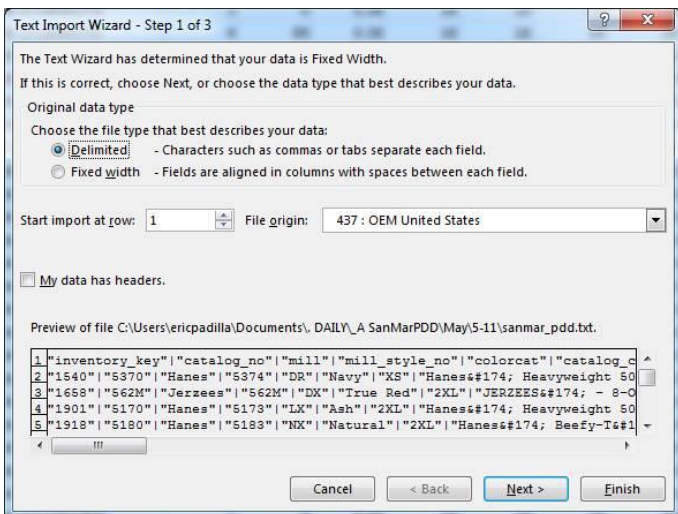 Text Import Wizard - Step 1 of 3
The Text Wizard has determined that your data is Fixed Width.
If this is correct, choose Next, or choose the data type that best describes your data.
Original data type
Choose the file type that best describes your data:
Delimited - Characters such as commas or tabs separate each field.
Fixed width - Fields are aligned in columns with spaces between each field.
Start import at row: 1 File origin: 437 : OEM United States
My data has headers.
Preview of file C:\Users\ericpadilla\Documents\. DAILY\_A SanMarPDD\May\5-11\sanmar_pdd.txt.
1 "inventory_key"|"catalog_no"|"mill"|"mill_style_no"|"colorcat"|"catalog_c
2 "1540"|"5370"|"Hanes"|"5374"|"DR"|"Navy"|"XS"|"Hanes&#174; Heavyweight 50
3 "1658"|"562M"|"Jerzees"|"562M"|"DX"|"True Red"|"2XL"|"JERZEES&#174; - 8-O
4 "1901"|"5170"|"Hanes"|"5173"|"LX"|"Ash"|"2XL"|"Hanes&#174; Heavyweight 50
5 "1918"|"5180"|"Hanes"|"5183"|"NX"|"Natural"|"2XL"|"Hanes&#174; Beefy-T&#1
Cancel < Back Next > Finish